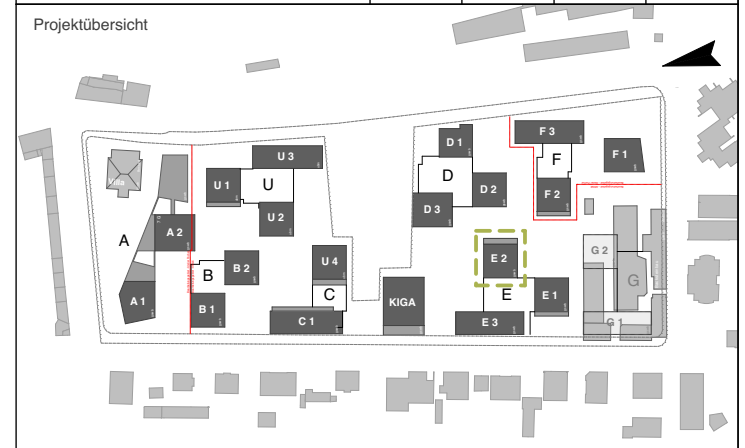 Projektübersicht
F 3
D 1
F 1
U 3
F
D
Villa
U 1
U
D 2
F 2
D 3
U 2
A 2
A
E 2
G 2
U 4
B 2
B
G
E
E 1
C
A 1
KIGA
B 1
C 1
E 3
G 1